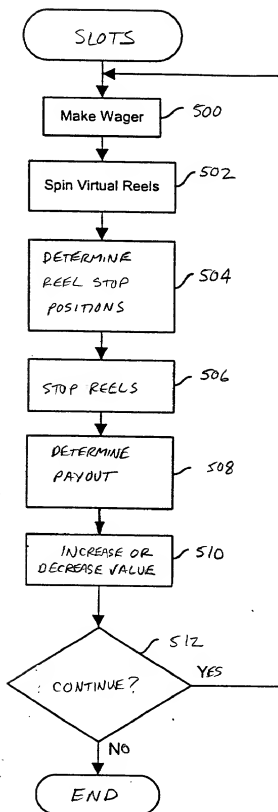 SLOTS
Make Wager
500
Spin Virtual Reels
502
DETERMINE
REEL STOP
POSITIONS
504
STOP REELS
506
DETERMINE
PAYOUT
508
INCREASE OR
DECREASE VALUE
510
512
CONTINUE?
YES
NO
END